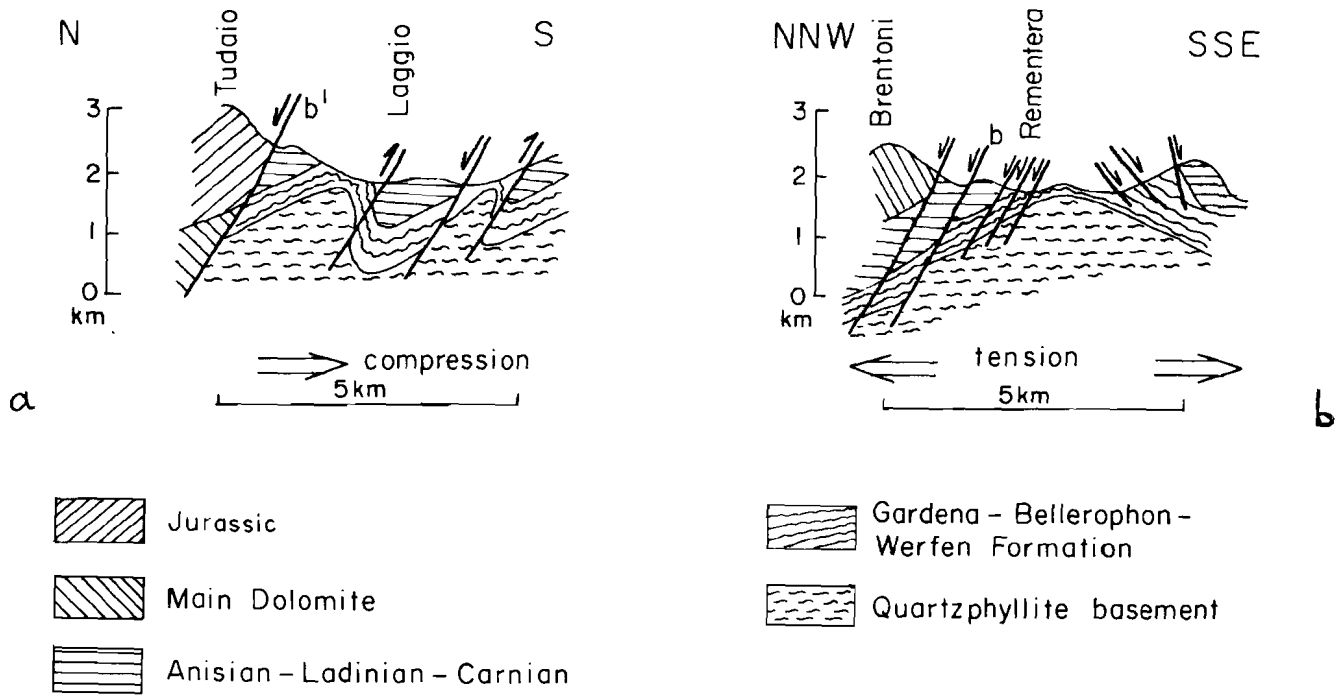 N
Tudaio
Laggio
S
b'
3
2
1
0
km
compression
5km
a
NNW
Brentoni
Rementera
SSE
b
3
2
1
0
km
tension
5km
b
Jurassic
Main Dolomite
Anisian-Ladinian-Carnian
Gardena-Bellerophon-
Werfen Formation
Quartzphyllite basement